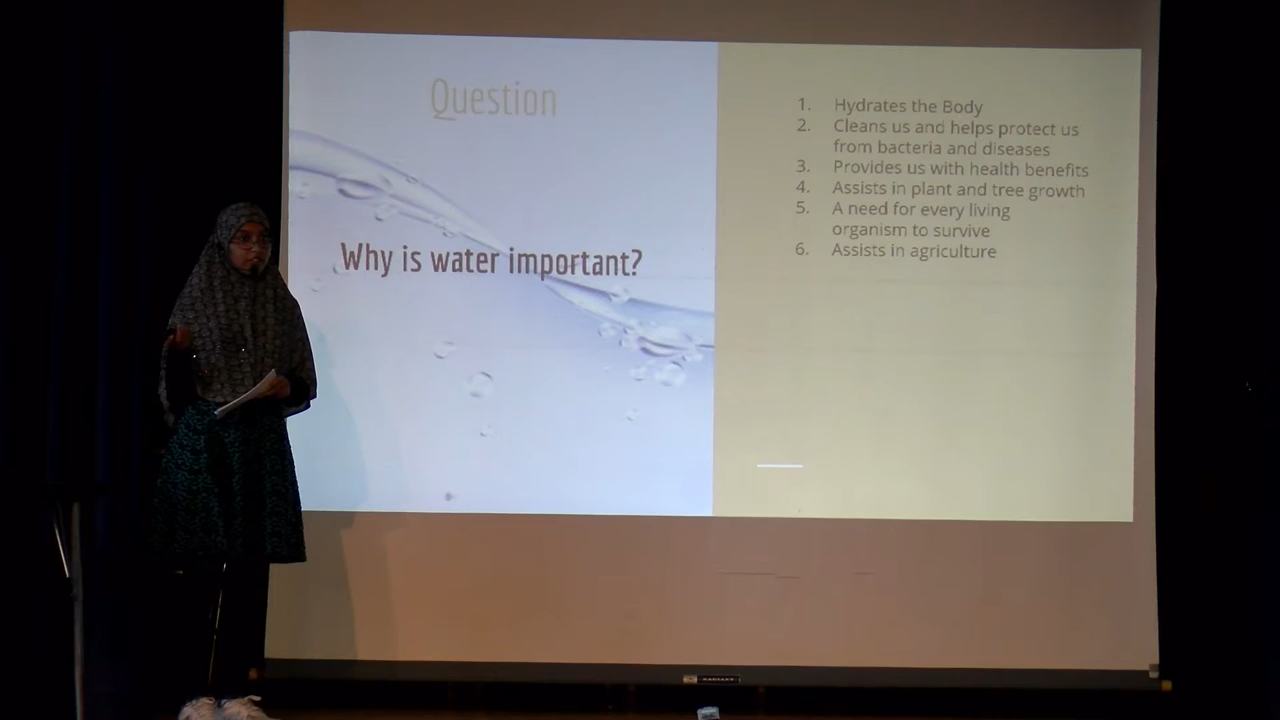 Question
Why is water important?
1. Hydrates the Body
2. Cleans us and helps protect us
from bacteria and diseases
3. Provides us with health benefits
4. Assists in plant and tree growth
5. A need for every living
organism to survive
6. Assists in agriculture